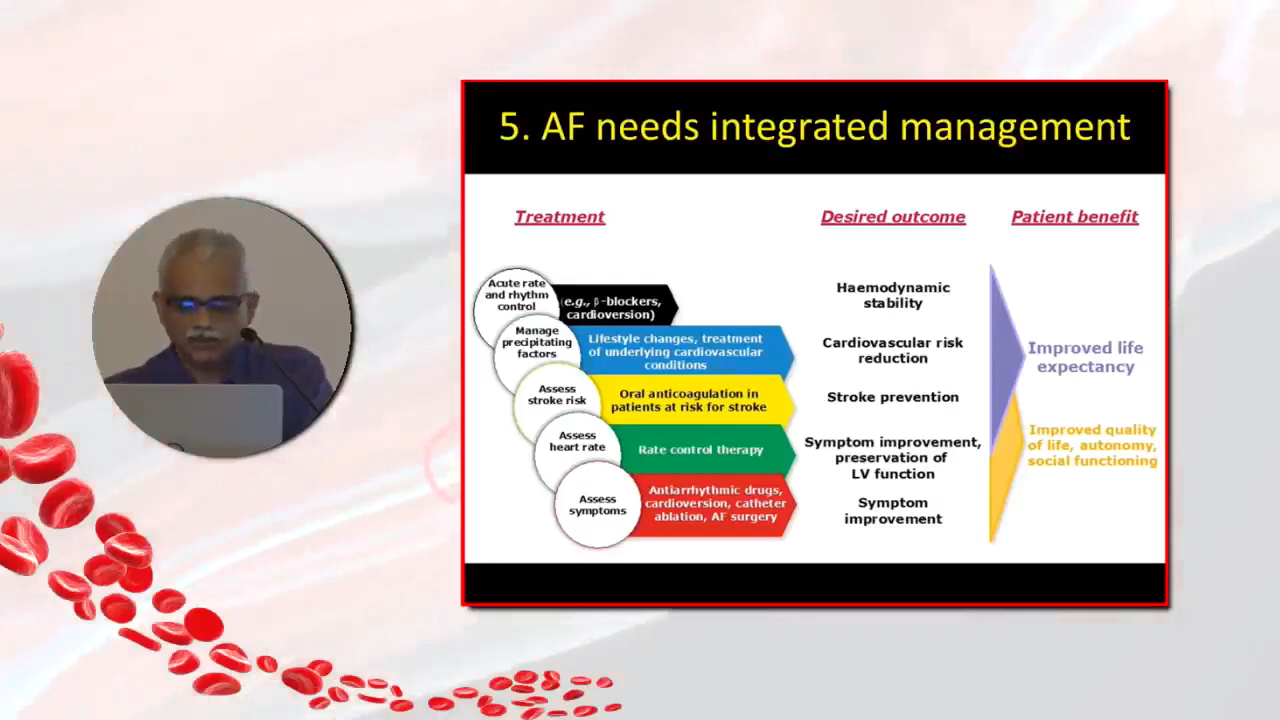 5. AF needs integrated management
Treatment
Desired outcome
Patient benefit
Acute rate
and rhythm
control
(e.g., β-blockers,
cardioversion)
Haemodynamic
stability
Manage
precipitating
factors
Lifestyle changes, treatment
of underlying cardiovascular
conditions
Cardiovascular risk
reduction
Assess
stroke risk
Oral anticoagulation in
patients at risk for stroke
Stroke prevention
Assess
heart rate
Rate control therapy
Symptom improvement,
preservation of
LV function
Assess
symptoms
Antiarrhythmic drugs,
cardioversion, catheter
ablation, AF surgery
Symptom
improvement
Improved life
expectancy
Improved quality
of life, autonomy,
social functioning